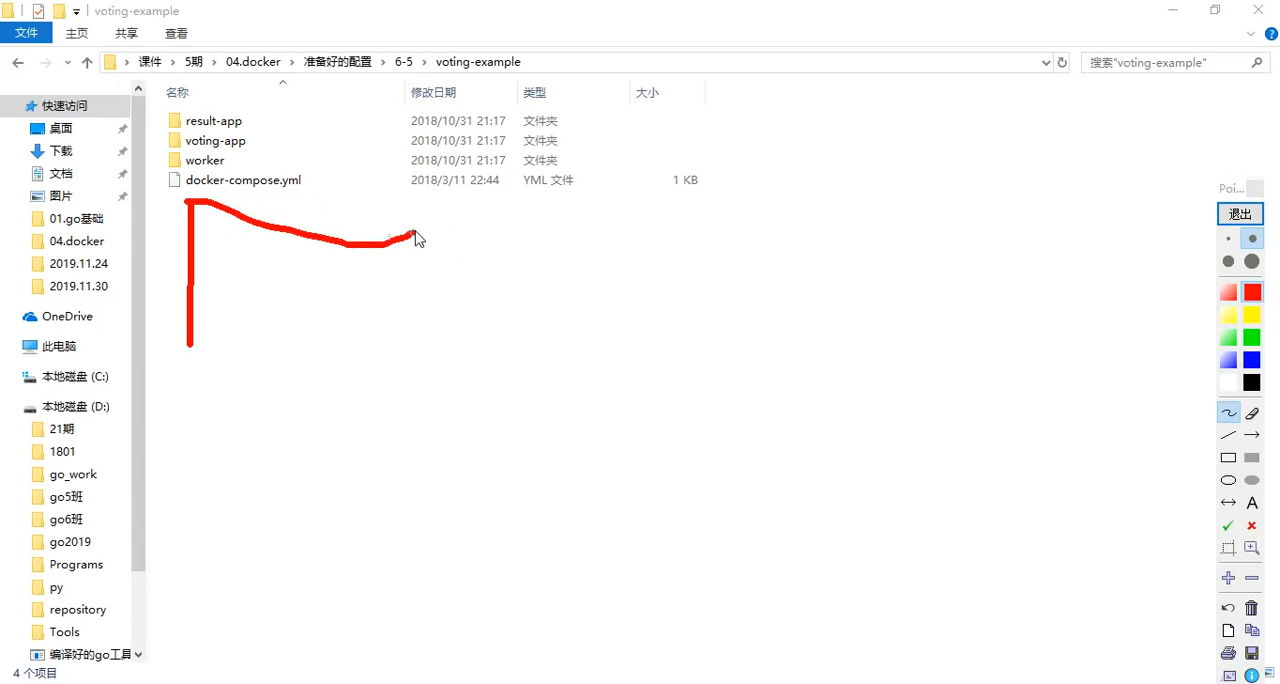 voting-example
文件 主页 共享 查看
课件 › 5期 › 04.docker › 准备好的配置 › 6-5 › voting-example 搜索"voting-example"
名称 修改日期 类型 大小
快速访问
桌面
下载
文档
图片
01.go基础
04.docker
2019.11.24
2019.11.30
OneDrive
此电脑
本地磁盘 (C:)
本地磁盘 (D:)
21期
1801
go_work
go5班
go6班
go2019
Programs
py
repository
Tools
编译好的go工具
result-app 2018/10/31 21:17 文件夹
voting-app 2018/10/31 21:17 文件夹
worker 2018/10/31 21:17 文件夹
docker-compose.yml 2018/3/11 22:44 YML 文件 1 KB
Poi...
退出
4 个项目